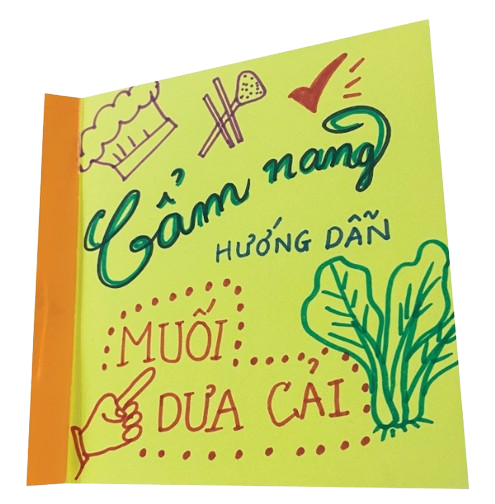 Cẩm nang
HƯỚNG DẪN
MUỐI
DƯA CẢI